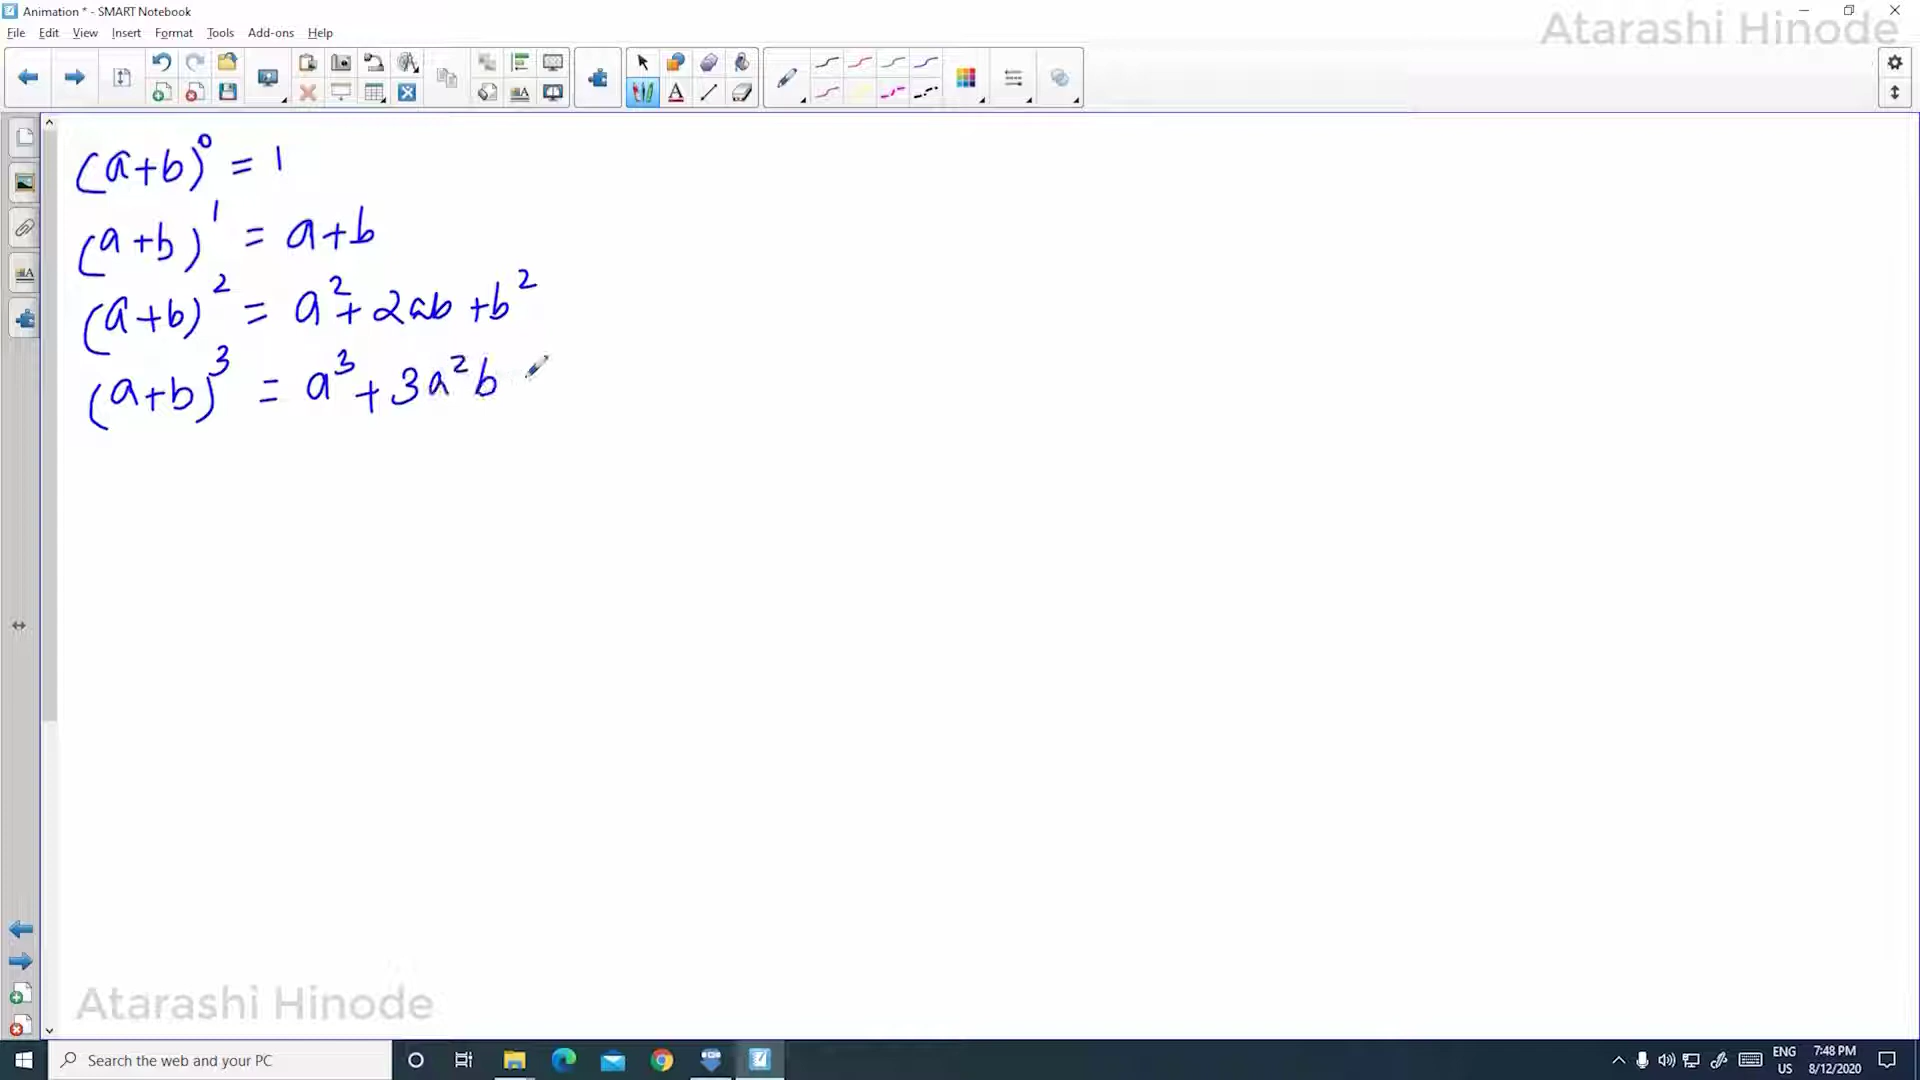 Animation * - SMART Notebook
Atarashi Hinode
File Edit View Insert Format Tools Add-ons Help
(a+b)⁰ = 1
(a+b)¹ = a+b
(a+b)² = a²+2ab+b²
(a+b)³ = a³+3a²b
Atarashi Hinode
Search the web and your PC
ENG
US
7:48 PM
8/12/2020